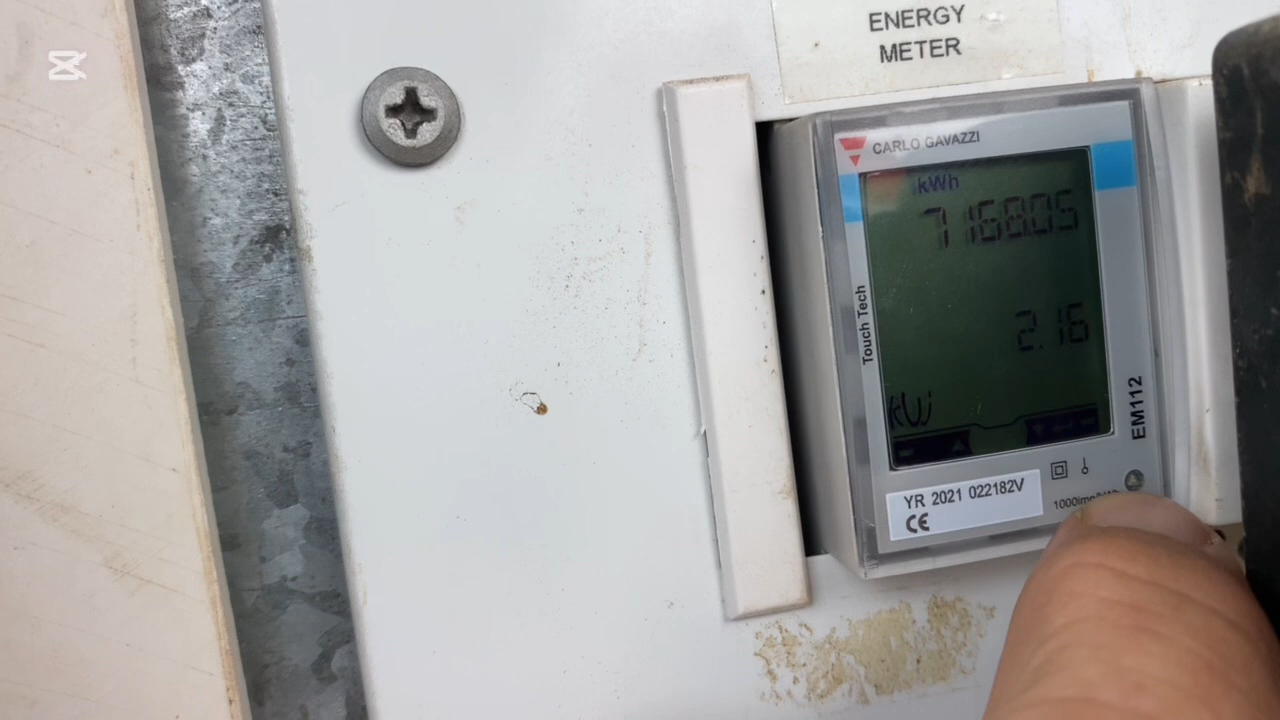 ENERGY
METER
CARLO GAVAZZI
kWh
7168.05
2.16
kW
Touch Tech
EM112
YR 2021 022182V
CE